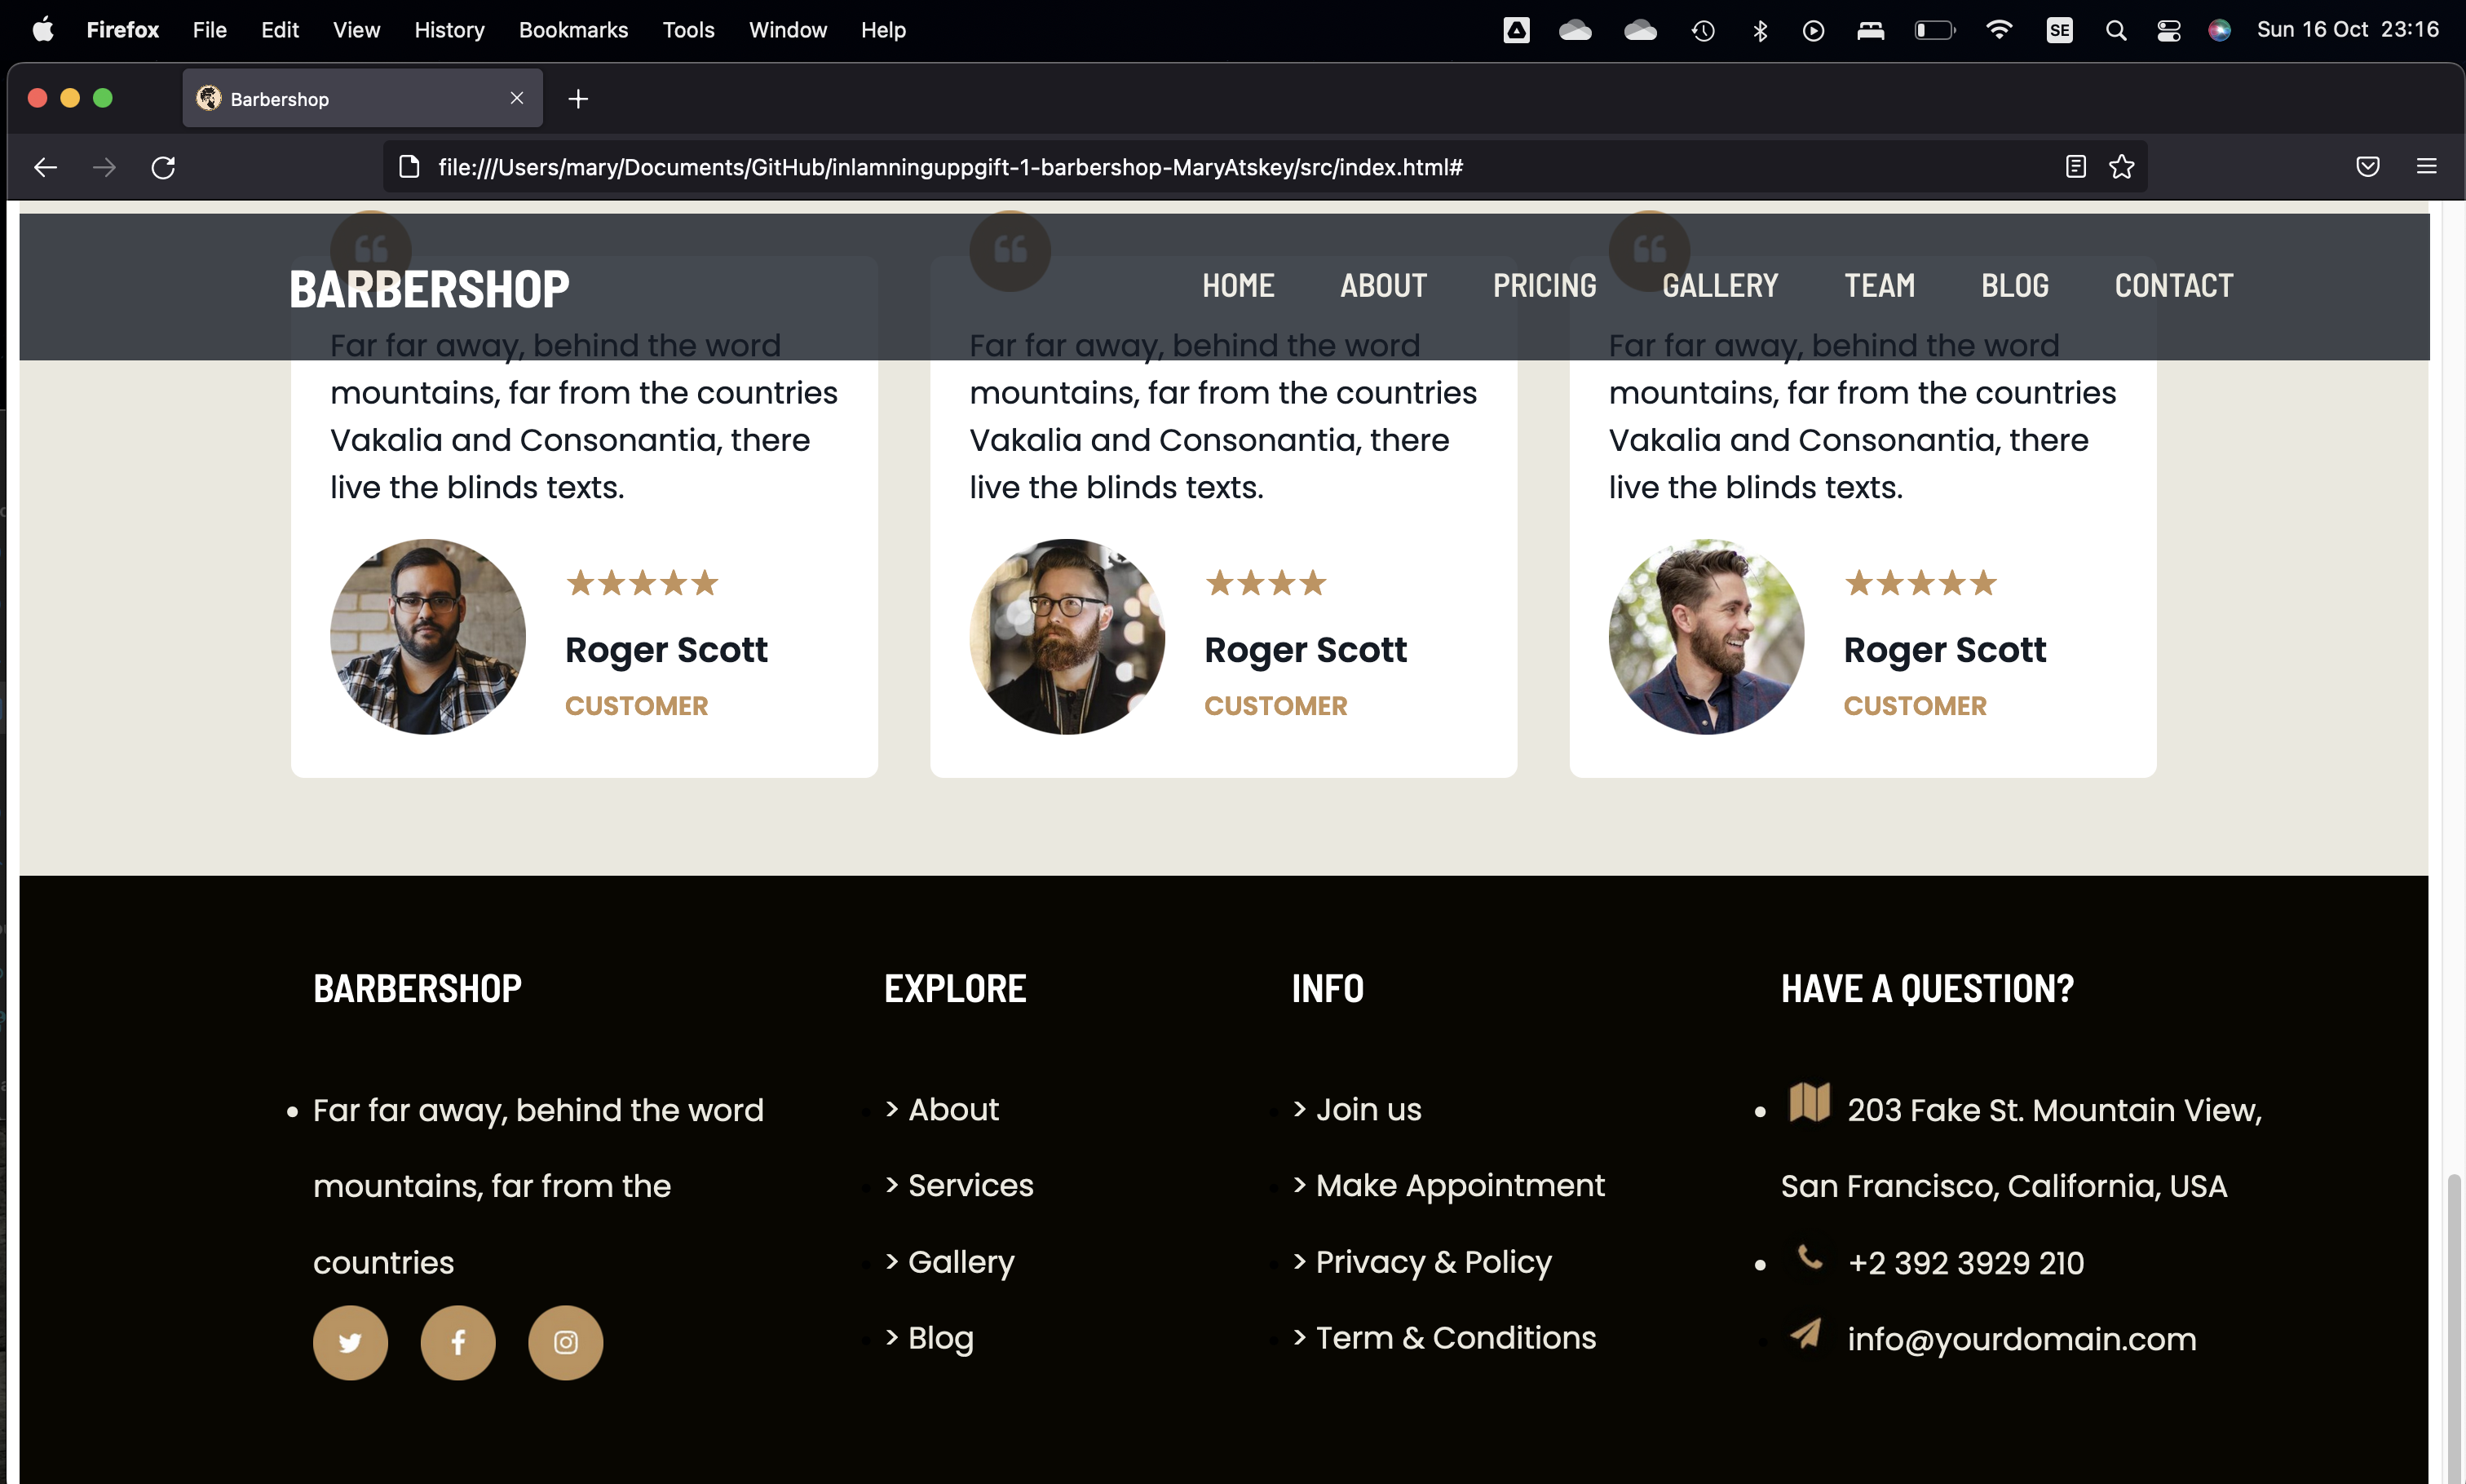 Firefox File Edit View History Bookmarks Tools Window Help SE Sun 16 Oct 23:16
Barbershop
file:///Users/mary/Documents/GitHub/inlamninguppgift-1-barbershop-MaryAtskey/src/index.html#
BARBERSHOP HOME ABOUT PRICING GALLERY TEAM BLOG CONTACT
Far far away, behind the word
mountains, far from the countries
Vakalia and Consonantia, there
live the blinds texts.
Roger Scott
CUSTOMER
Far far away, behind the word
mountains, far from the countries
Vakalia and Consonantia, there
live the blinds texts.
Roger Scott
CUSTOMER
Far far away, behind the word
mountains, far from the countries
Vakalia and Consonantia, there
live the blinds texts.
Roger Scott
CUSTOMER
BARBERSHOP
• Far far away, behind the word
mountains, far from the
countries
EXPLORE
> About
> Services
> Gallery
> Blog
INFO
> Join us
> Make Appointment
> Privacy & Policy
> Term & Conditions
HAVE A QUESTION?
• 203 Fake St. Mountain View,
San Francisco, California, USA
• +2 392 3929 210
info@yourdomain.com